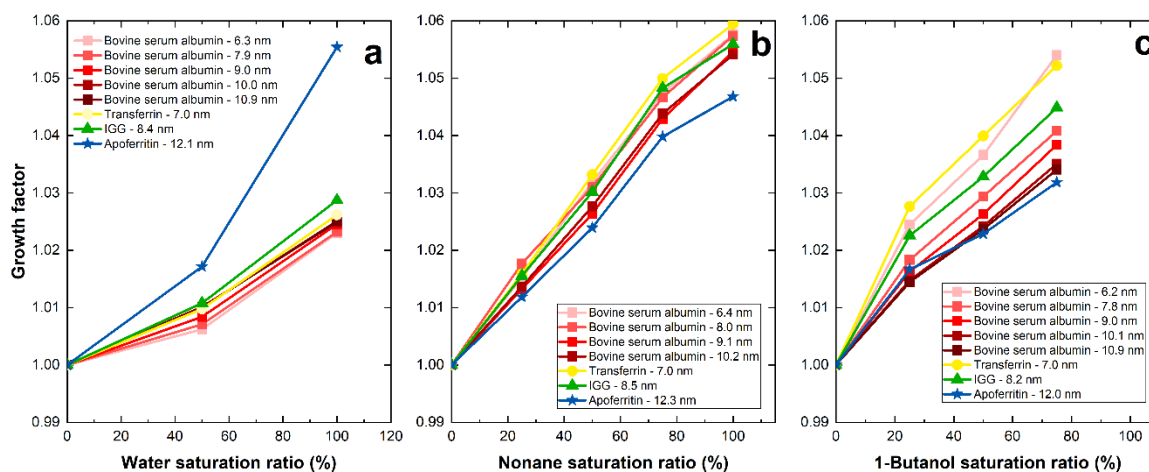 Growth factor
1.06
1.05
1.04
1.03
1.02
1.01
1.00
0.99
0
20
40
60
80
100
120
Water saturation ratio (%)
a
Bovine serum albumin - 6.3 nm
Bovine serum albumin - 7.9 nm
Bovine serum albumin - 9.0 nm
Bovine serum albumin - 10.0 nm
Bovine serum albumin - 10.9 nm
Transferrin - 7.0 nm
IGG - 8.4 nm
Apoferritin - 12.1 nm
1.06
1.05
1.04
1.03
1.02
1.01
1.00
0.99
0
20
40
60
80
100
Nonane saturation ratio (%)
b
Bovine serum albumin - 6.4 nm
Bovine serum albumin - 8.0 nm
Bovine serum albumin - 9.1 nm
Bovine serum albumin - 10.2 nm
Transferrin - 7.0 nm
IGG - 8.5 nm
Apoferritin - 12.3 nm
1.06
1.05
1.04
1.03
1.02
1.01
1.00
0.99
0
20
40
60
80
100
1-Butanol saturation ratio (%)
c
Bovine serum albumin - 6.2 nm
Bovine serum albumin - 7.8 nm
Bovine serum albumin - 9.0 nm
Bovine serum albumin - 10.1 nm
Bovine serum albumin - 10.9 nm
Transferrin - 7.0 nm
IGG - 8.2 nm
Apoferritin - 12.0 nm